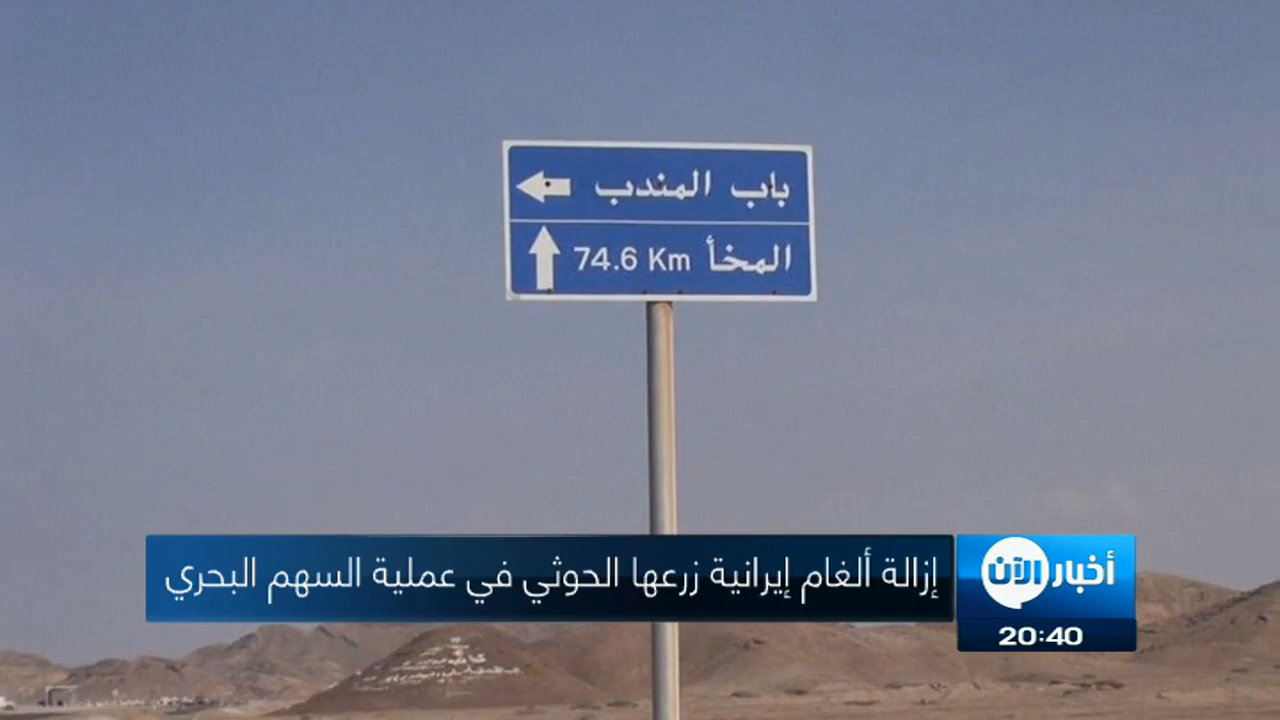 باب المندب
المخأ 74.6 Km
أخبار الآن
إزالة ألغام إيرانية زرعها الحوثي في عملية السهم البحري
20:40